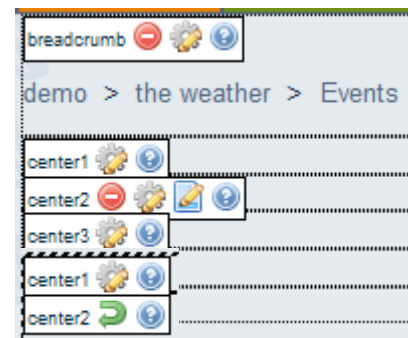 breadcrumb
demo > the weather > Events
center1
center2
center3
center1
center2